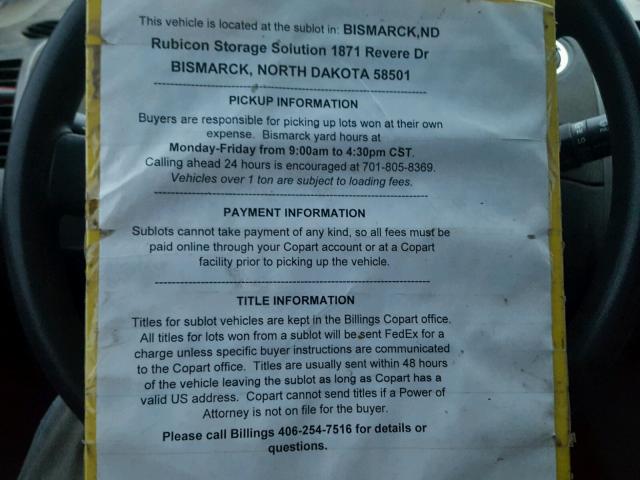 This vehicle is located at the sublot in: BISMARCK,ND
Rubicon Storage Solution 1871 Revere Dr
BISMARCK, NORTH DAKOTA 58501
----------------------------------------------------------------------
PICKUP INFORMATION
Buyers are responsible for picking up lots won at their own
expense. Bismarck yard hours at
Monday-Friday from 9:00am to 4:30pm CST.
Calling ahead 24 hours is encouraged at 701-805-8369.
Vehicles over 1 ton are subject to loading fees.
----------------------------------------------------------------------
PAYMENT INFORMATION
Sublots cannot take payment of any kind, so all fees must be
paid online through your Copart account or at a Copart
facility prior to picking up the vehicle.
----------------------------------------------------------------------
TITLE INFORMATION
Titles for sublot vehicles are kept in the Billings Copart office.
All titles for lots won from a sublot will be sent FedEx for a
charge unless specific buyer instructions are communicated
to the Copart office. Titles are usually sent within 48 hours
of the vehicle leaving the sublot as long as Copart has a
valid US address. Copart cannot send titles if a Power of
Attorney is not on file for the buyer.
Please call Billings 406-254-7516 for details or
questions.